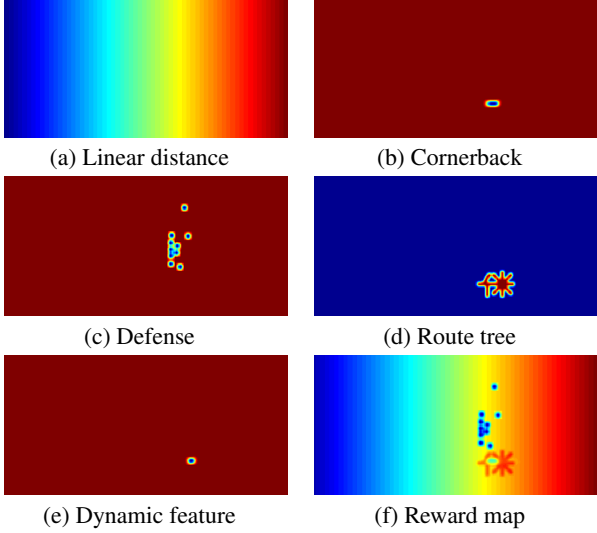 (a) Linear distance
(b) Cornerback
(c) Defense
(d) Route tree
(e) Dynamic feature
(f) Reward map